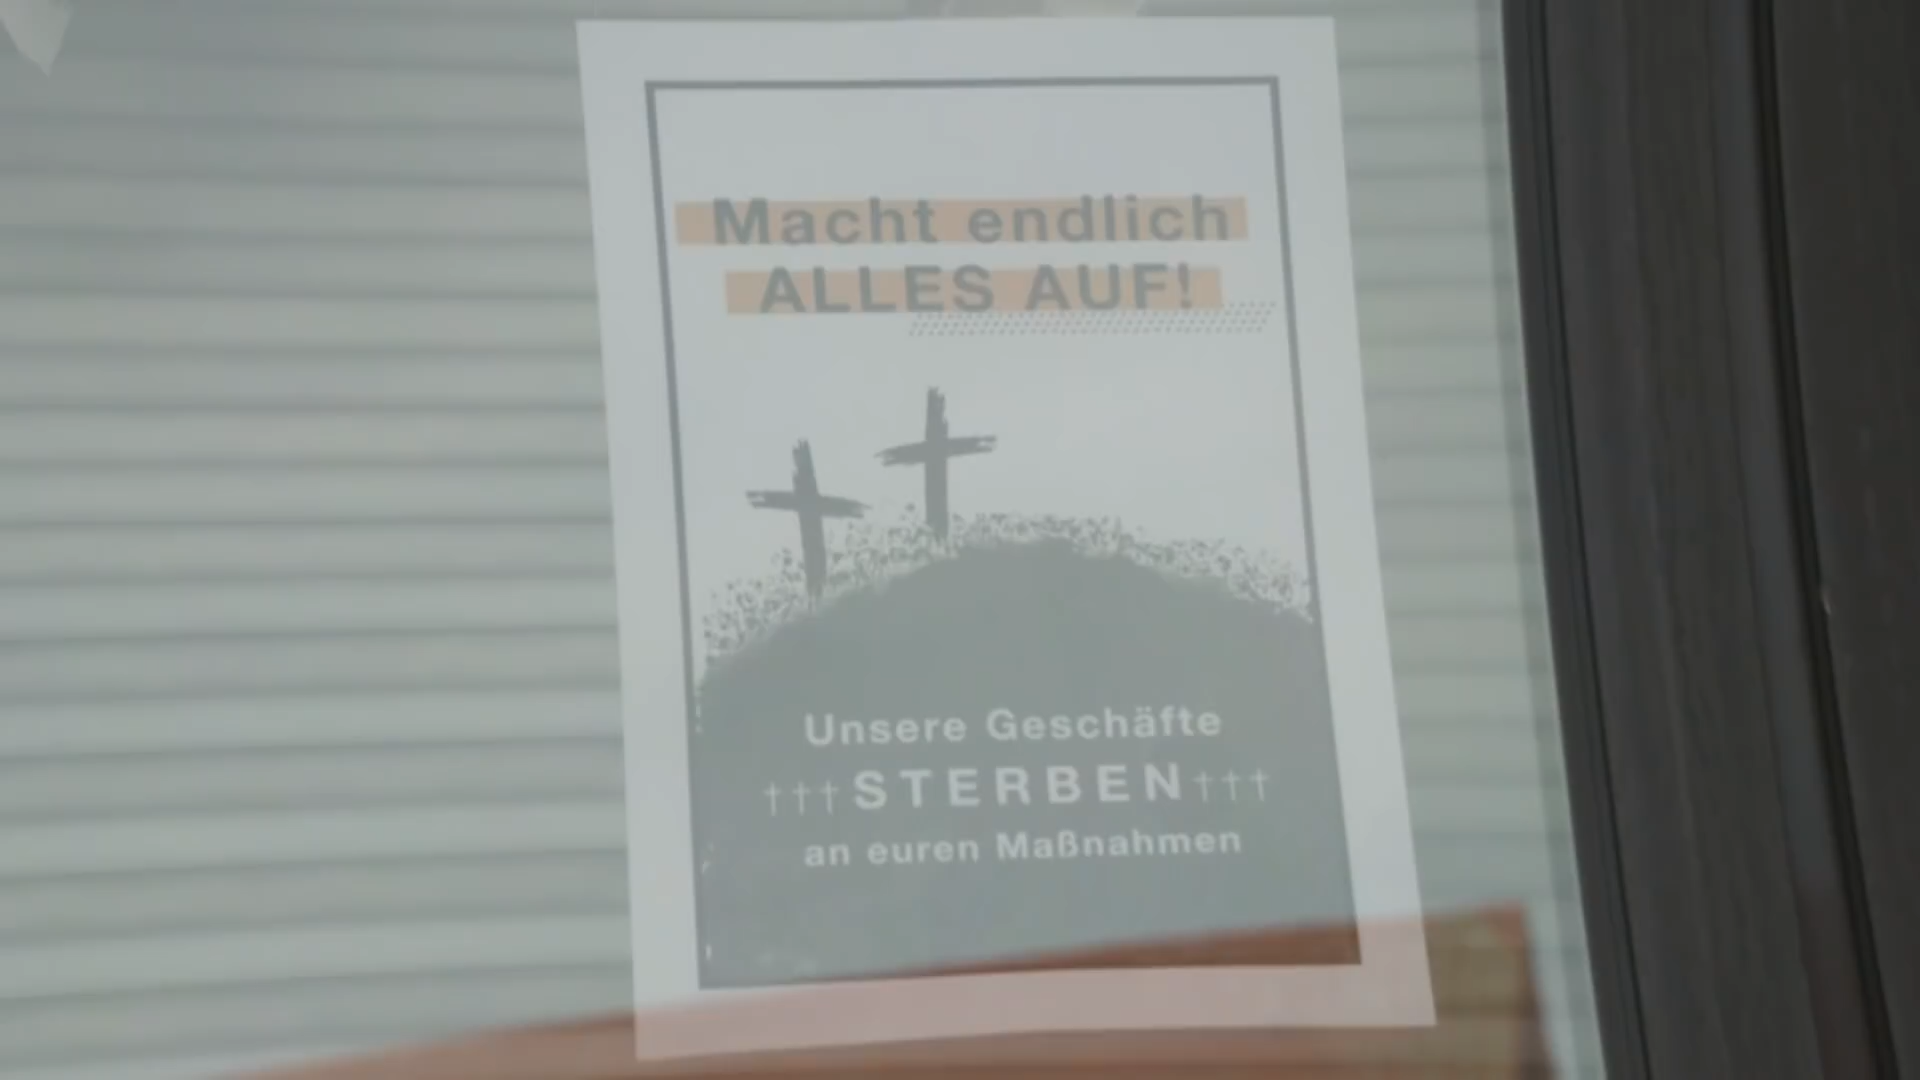 Macht endlich
ALLES AUF!
Unsere Geschäfte
†††STERBEN†††
an euren Maßnahmen